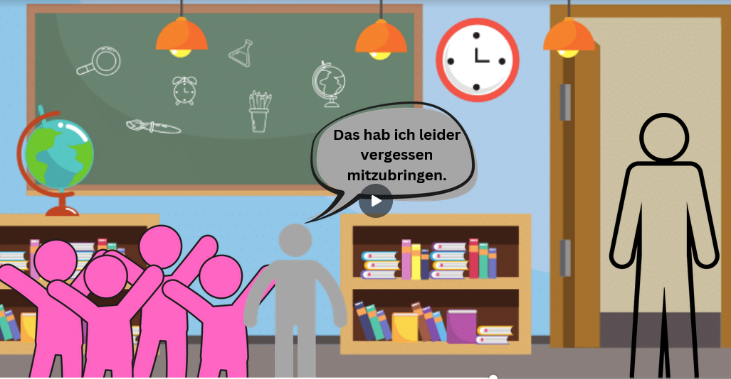 Das hab ich leider
vergessen
mitzubringen.